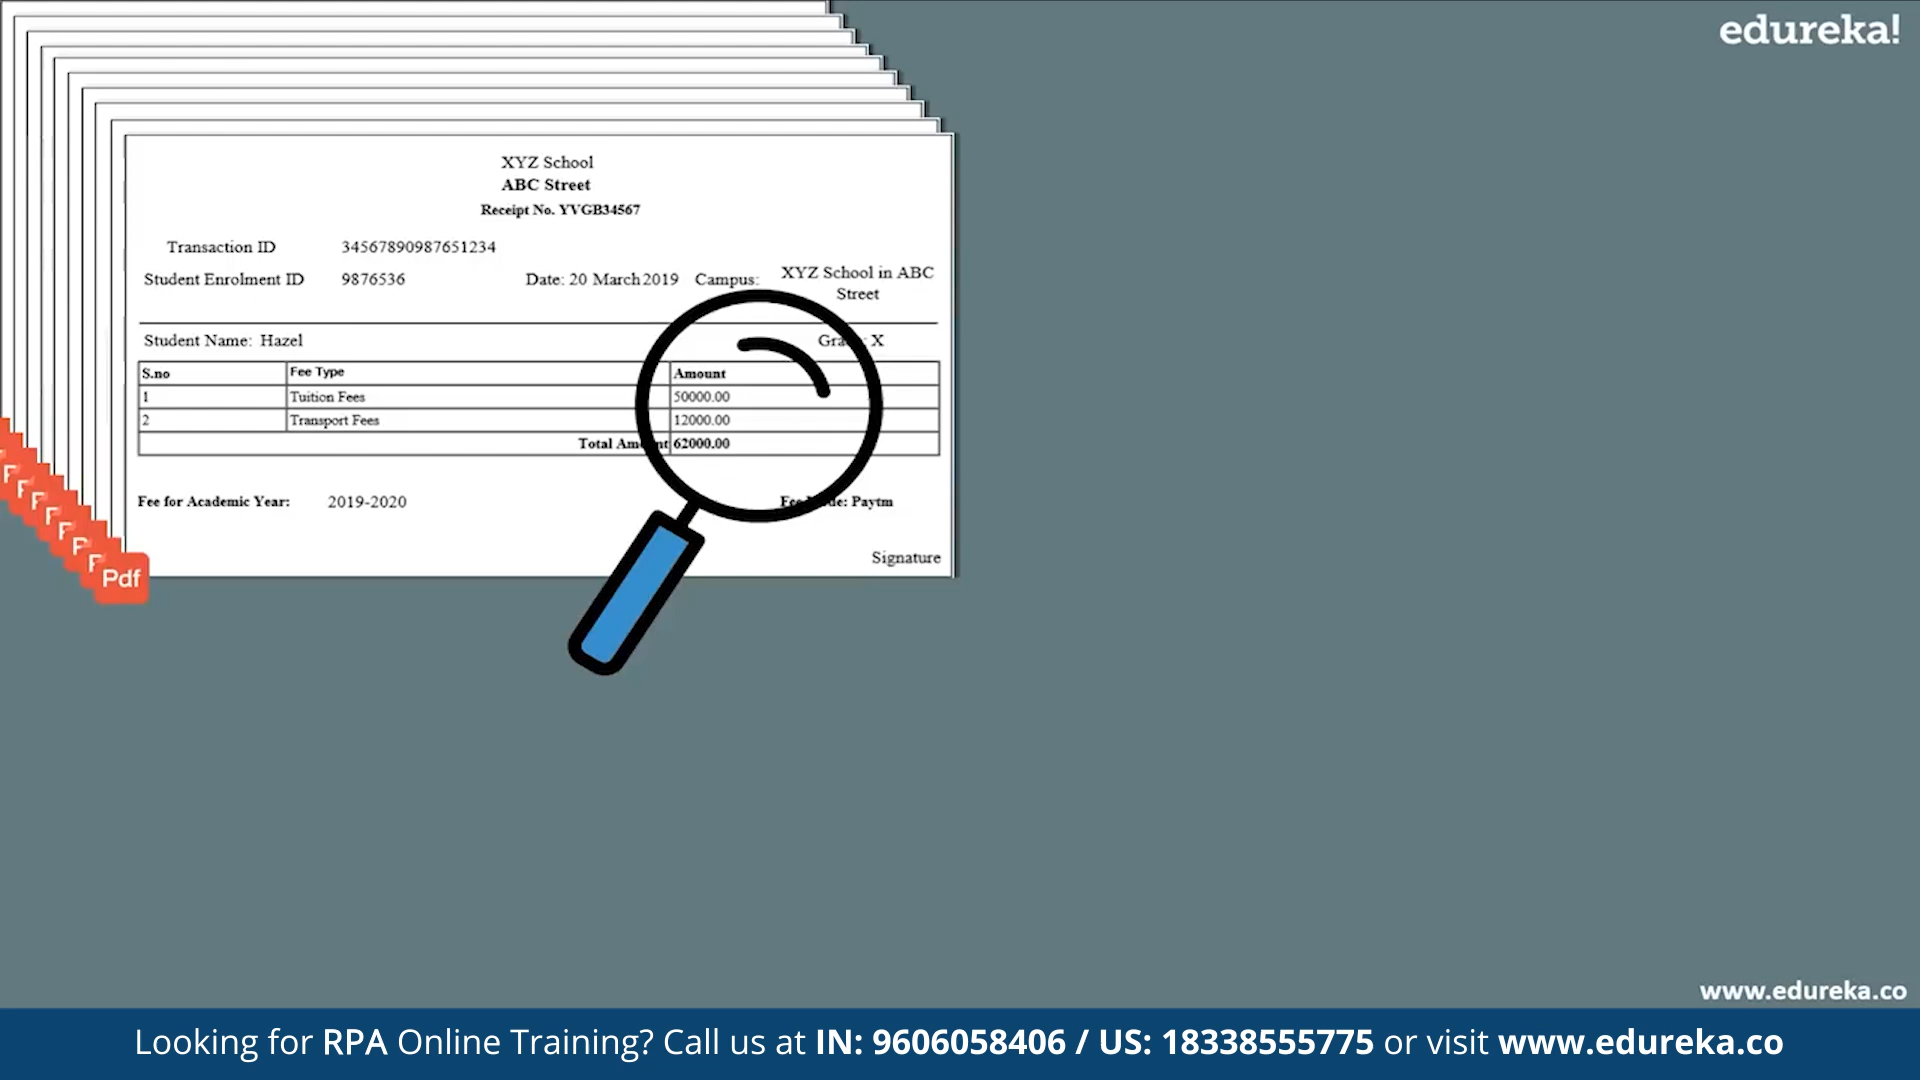 edureka!
XYZ School
ABC Street
Receipt No. YVGB34567
Transaction ID 34567890987651234
Student Enrolment ID 9876536 Date: 20 March 2019 Campus: XYZ School in ABC
Street
Student Name: Hazel X
S.no Fee Type Amount
1 Tuition Fees 50000.00
2 Transport Fees 12000.00
Total 62000.00
Fee for Academic Year: 2019-2020 Paytm
Signature
Pdf
www.edureka.co
Looking for RPA Online Training? Call us at IN: 9606058406 / US: 18338555775 or visit www.edureka.co